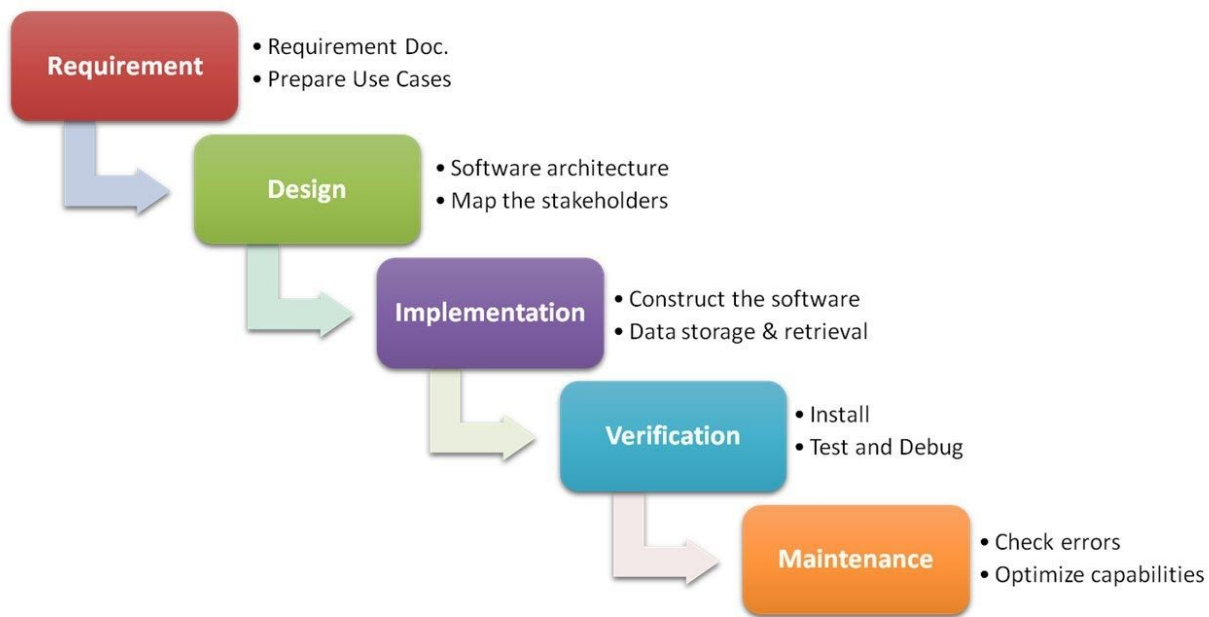 Requirement
• Requirement Doc.
• Prepare Use Cases
Design
• Software architecture
• Map the stakeholders
Implementation
• Construct the software
• Data storage & retrieval
Verification
• Install
• Test and Debug
Maintenance
• Check errors
• Optimize capabilities